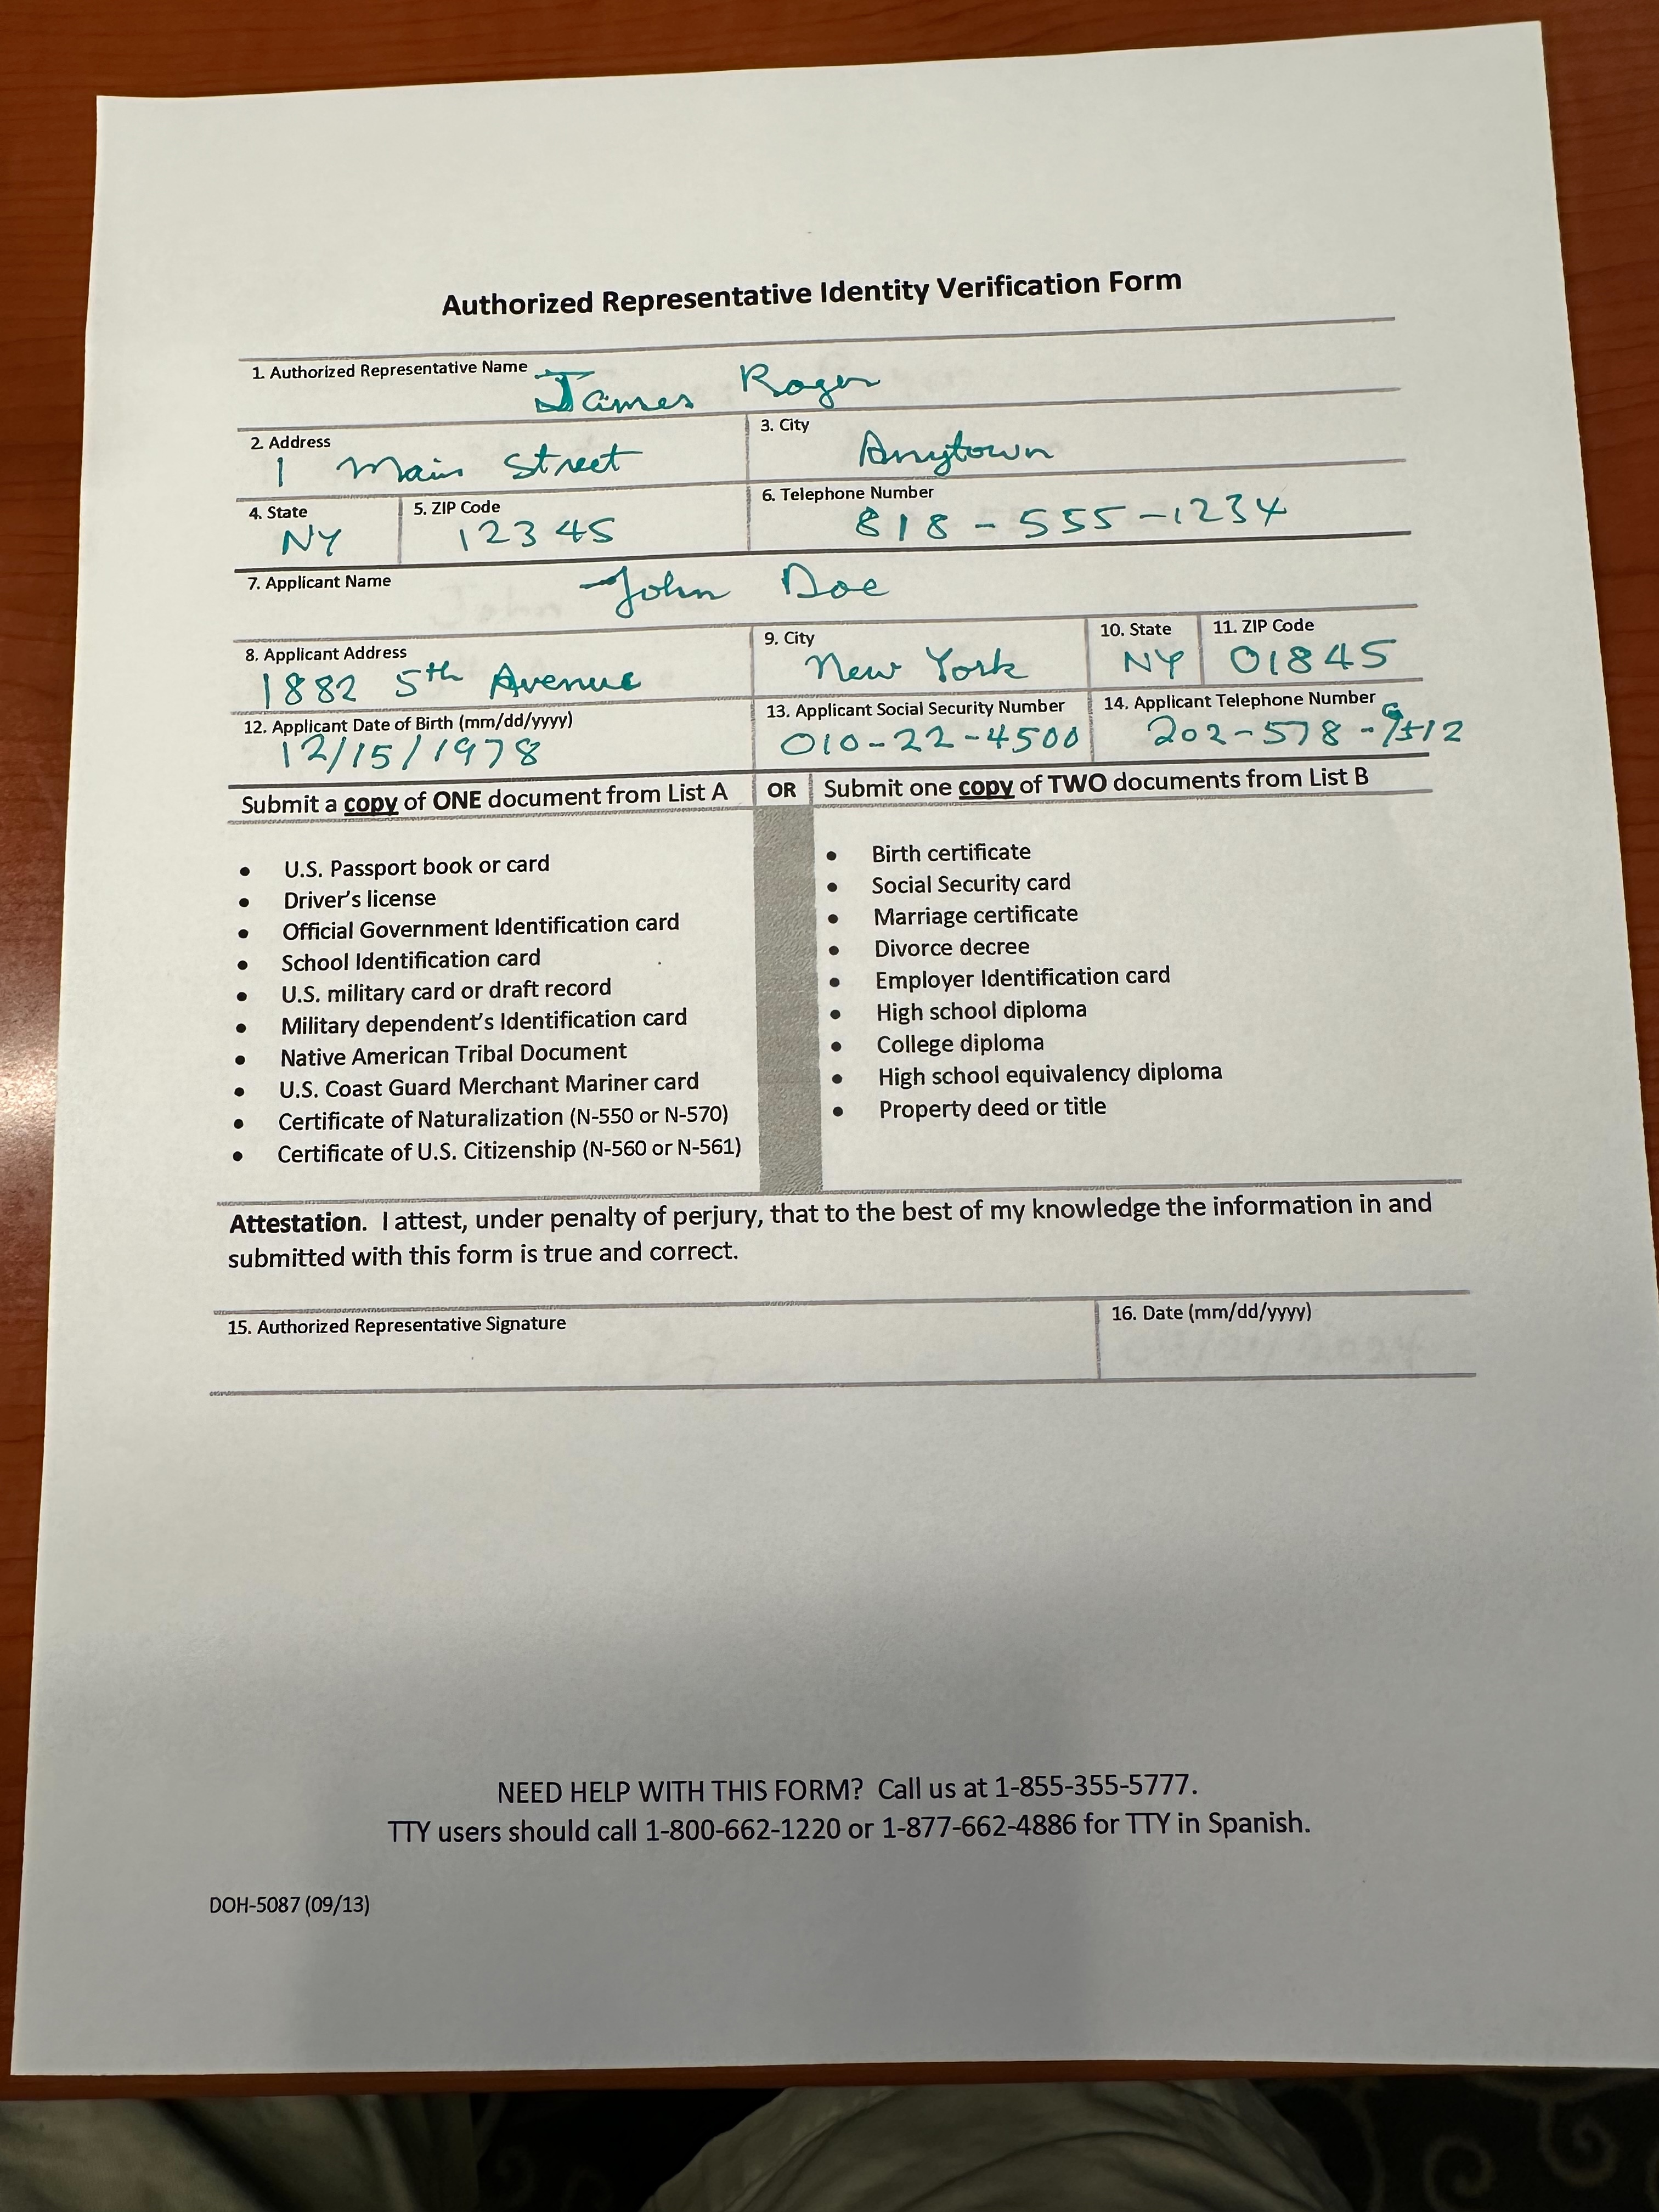 Authorized Representative Identity Verification Form
1. Authorized Representative Name James Roger
2. Address 1 Main Street
3. City Anytown
4. State NY
5. ZIP Code 12345
6. Telephone Number 818-555-1234
7. Applicant Name John Doe
8. Applicant Address 1882 5th Avenue
9. City New York
10. State NY
11. ZIP Code 01845
12. Applicant Date of Birth (mm/dd/yyyy) 12/15/1978
13. Applicant Social Security Number 010-22-4500
14. Applicant Telephone Number 202-578-9512
Submit a copy of ONE document from List A
OR
Submit one copy of TWO documents from List B
• U.S. Passport book or card
• Driver's license
• Official Government Identification card
• School Identification card
• U.S. military card or draft record
• Military dependent's Identification card
• Native American Tribal Document
• U.S. Coast Guard Merchant Mariner card
• Certificate of Naturalization (N-550 or N-570)
• Certificate of U.S. Citizenship (N-560 or N-561)
• Birth certificate
• Social Security card
• Marriage certificate
• Divorce decree
• Employer Identification card
• High school diploma
• College diploma
• High school equivalency diploma
• Property deed or title
Attestation. I attest, under penalty of perjury, that to the best of my knowledge the information in and
submitted with this form is true and correct.
15. Authorized Representative Signature
16. Date (mm/dd/yyyy)
NEED HELP WITH THIS FORM? Call us at 1-855-355-5777.
TTY users should call 1-800-662-1220 or 1-877-662-4886 for TTY in Spanish.
DOH-5087 (09/13)